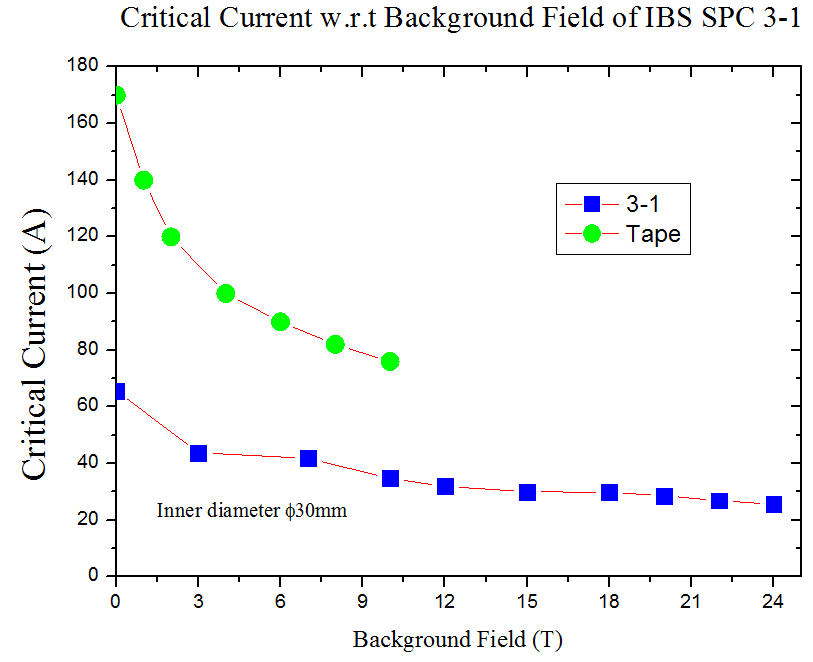 Critical Current w.r.t Background Field of IBS SPC 3-1
180
160
140
120
100
80
60
40
20
0
Critical Current (A)
3-1
Tape
Inner diameter ϕ30mm
0 3 6 9 12 15 18 21 24
Background Field (T)